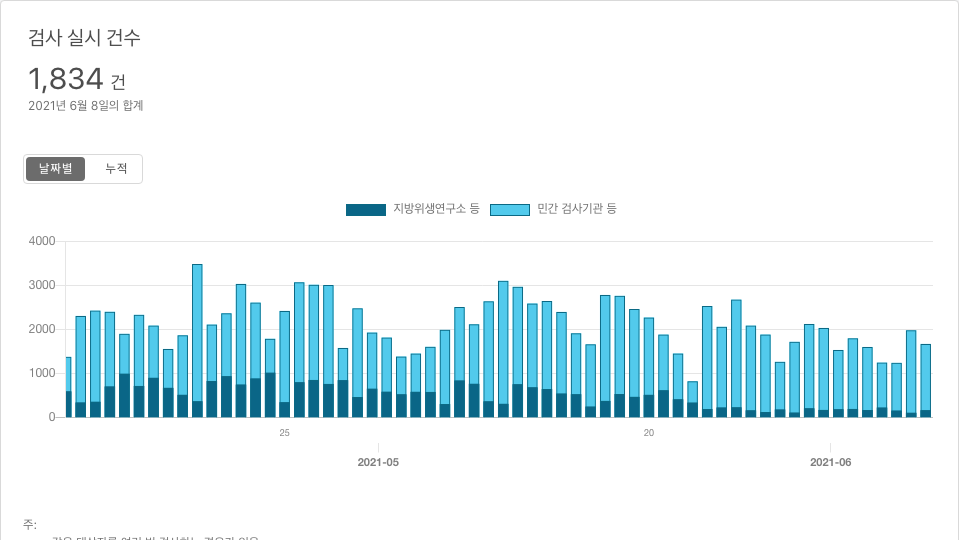 검사 실시 건수
1,834 건
2021년 6월 8일의 합계
날짜별 누적
지방위생연구소 등 민간 검사기관 등
4000
3000
2000
1000
0
25 20
2021-05 2021-06
주: